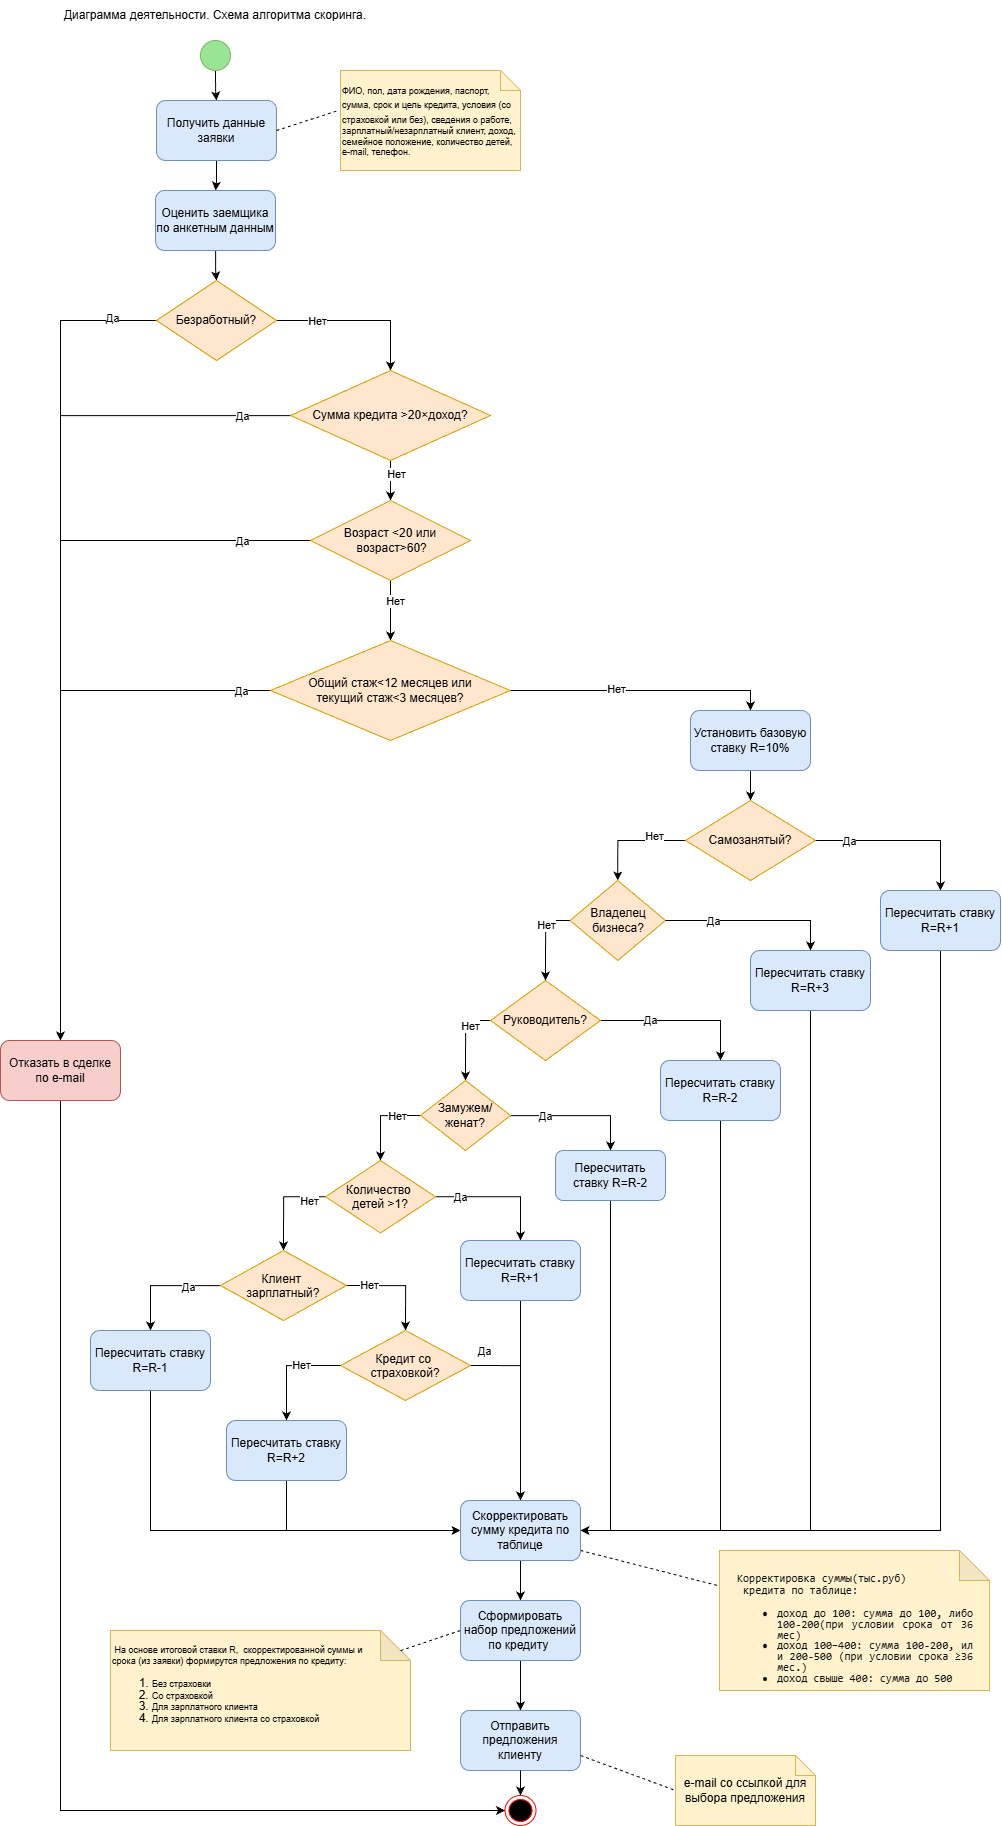 Диаграмма деятельности. Схема алгоритма скоринга.
Получить данные
заявки
ФИО, пол, дата рождения, паспорт,
сумма, срок и цель кредита, условия (со
страховкой или без), сведения о работе,
зарплатный/незарплатный клиент, доход,
семейное положение, количество детей,
e-mail, телефон.
Оценить заемщика
по анкетным данным
Безработный?
Да
Нет
Сумма кредита >20×доход?
Да
Нет
Возраст <20 или
возраст>60?
Да
Нет
Общий стаж<12 месяцев или
текущий стаж<3 месяцев?
Да
Нет
Установить базовую
ставку R=10%
Самозанятый?
Нет
Да
Пересчитать ставку
R=R+1
Владелец
бизнеса?
Нет
Да
Пересчитать ставку
R=R+3
Руководитель?
Нет
Да
Пересчитать ставку
R=R-2
Отказать в сделке
по e-mail
Замужем/
женат?
Нет
Да
Пересчитать
ставку R=R-2
Количество
детей >1?
Нет
Да
Пересчитать ставку
R=R+1
Клиент
зарплатный?
Да
Нет
Пересчитать ставку
R=R-1
Кредит со
страховкой?
Нет
Да
Пересчитать ставку
R=R+2
Скорректировать
сумму кредита по
таблице
Корректировка суммы(тыс.руб)
кредита по таблице:
• доход до 100: сумма до 100, либо
100-200(при условии срока от 36
мес)
• доход 100–400: сумма 100-200, ил
и 200-500 (при условии срока ≥36
мес.)
• доход свыше 400: сумма до 500
Сформировать
набор предложений
по кредиту
На основе итоговой ставки R, скорректированной суммы и
срока (из заявки) формирутся предложения по кредиту:
1. Без страховки
2. Со страховкой
3. Для зарплатного клиента
4. Для зарплатного клиента со страховкой
Отправить
предложения
клиенту
e-mail со ссылкой для
выбора предложения